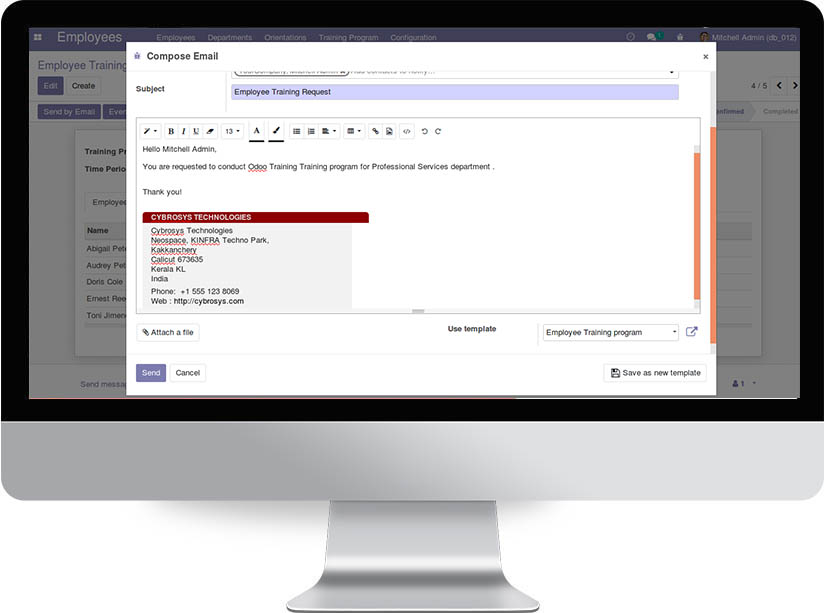 Employees
Employees Departments Orientations Training Program Configuration
1
Mitchell Admin (db_012)
Employee Training
Edit
Create
4 / 5
Send by Email
Even
onfirmed
Completed
Training Pr
Time Perio
Employee
Name
Abigail Pete
Audrey Pet
Doris Cole
Ernest Ree
Toni Jimen
Send messa
1
Compose Email
×
Subject
Employee Training Request
B I U
13
A
Hello Mitchell Admin,
You are requested to conduct Odoo Training Training program for Professional Services department .
Thank you!
CYBROSYS TECHNOLOGIES
Cybrosys Technologies
Neospace, KINFRA Techno Park,
Kakkanchery
Calicut 673635
Kerala KL
India
Phone: +1 555 123 8069
Web : http://cybrosys.com
Attach a file
Use template
Employee Training program
Send
Cancel
Save as new template